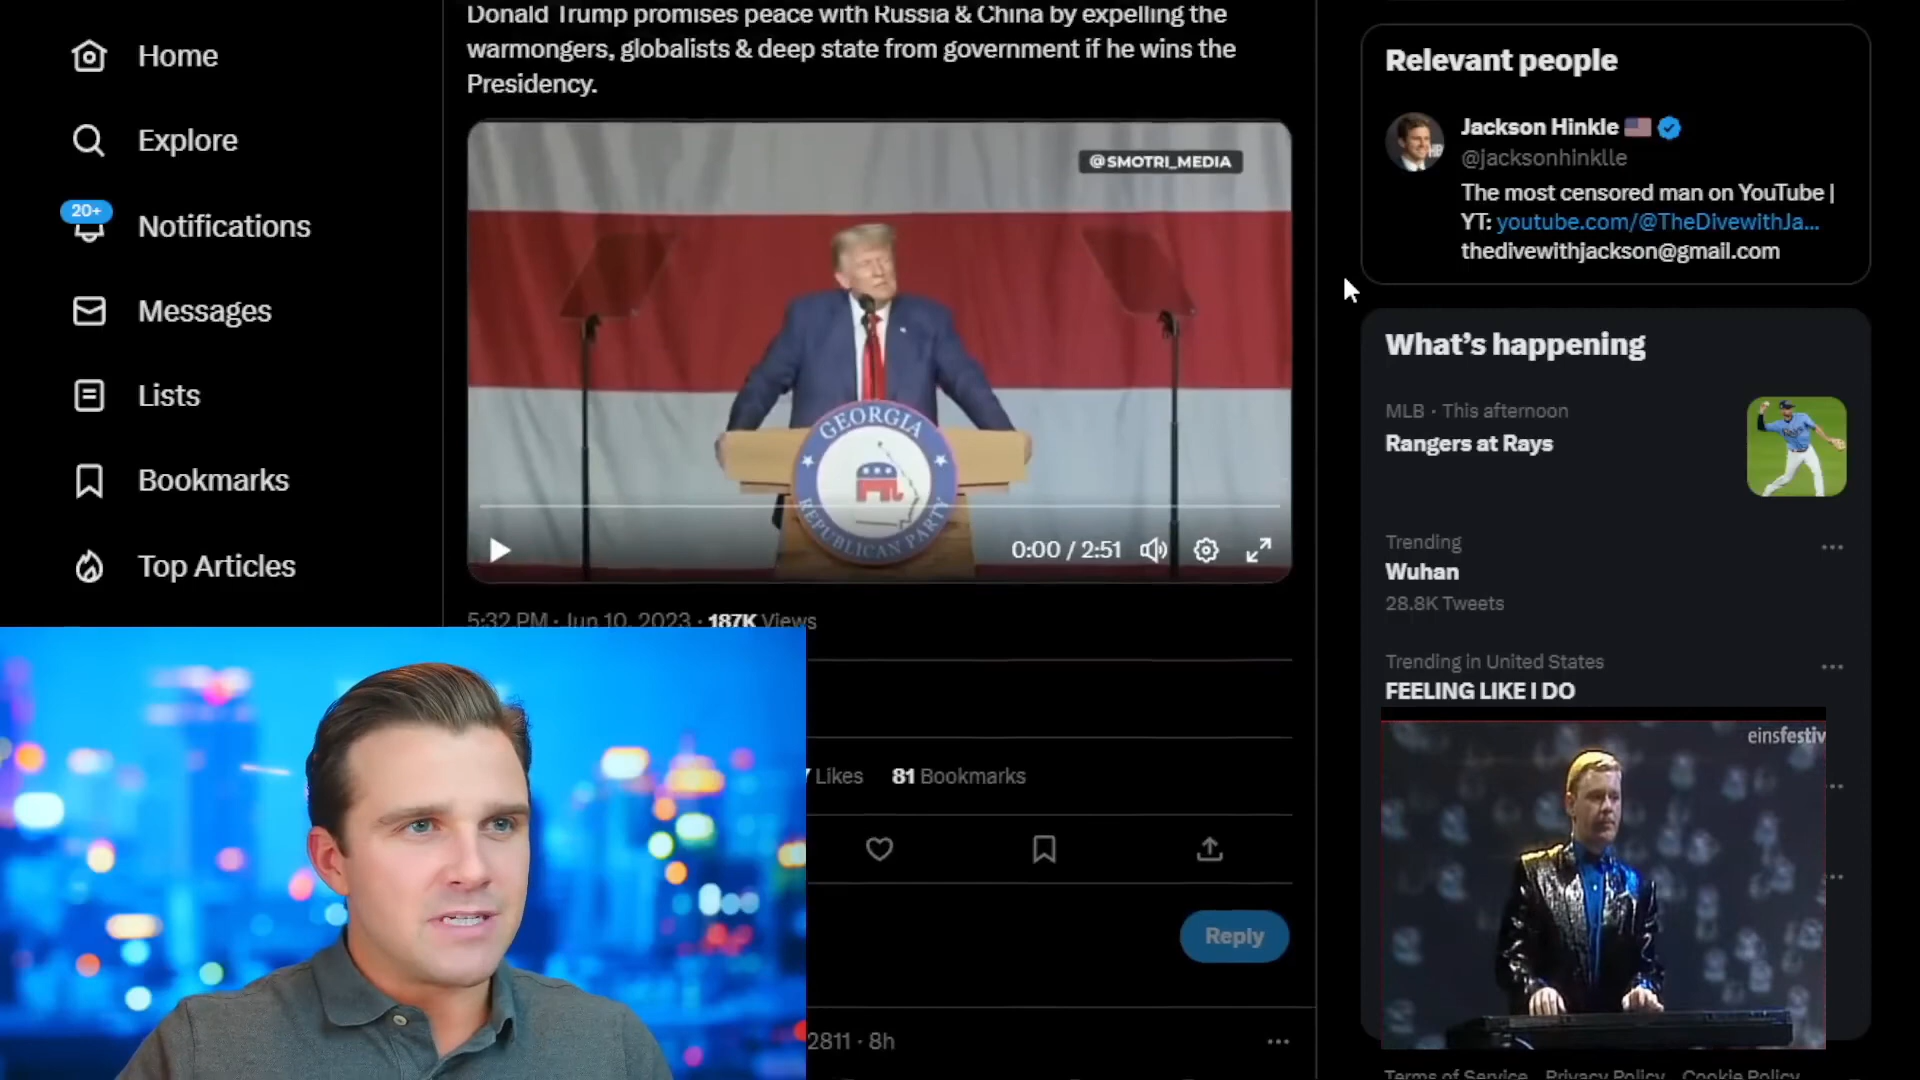 Home
Explore
20+
Notifications
Messages
Lists
Bookmarks
Top Articles
Donald Trump promises peace with Russia & China by expelling the
warmongers, globalists & deep state from government if he wins the
Presidency.
@SMOTRI_MEDIA
GEORGIA
REPUBLICAN PARTY
0:00 / 2:51
5:32 PM · Jun 10, 2023 · 187K Views
Likes 81 Bookmarks
Reply
2811 · 8h
Relevant people
Jackson Hinkle
@jacksonhinklle
The most censored man on YouTube |
YT: youtube.com/@TheDivewithJa...
thedivewithjackson@gmail.com
What's happening
MLB · This afternoon
Rangers at Rays
Trending
Wuhan
28.8K Tweets
Trending in United States
FEELING LIKE I DO
einsfestiv
Terms of Service Privacy Policy Cookie Policy